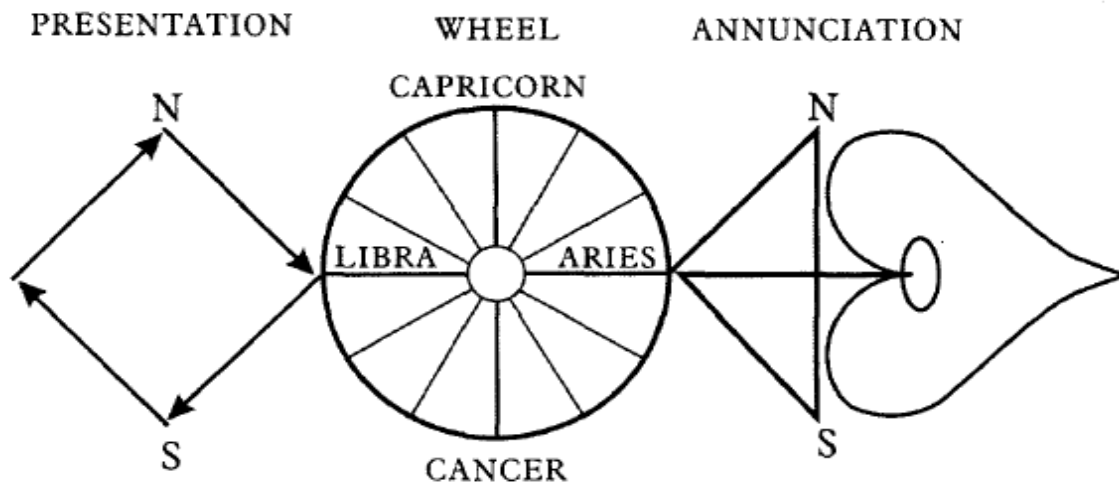 PRESENTATION WHEEL ANNUNCIATION
CAPRICORN
N N
LIBRA ARIES
S S
CANCER